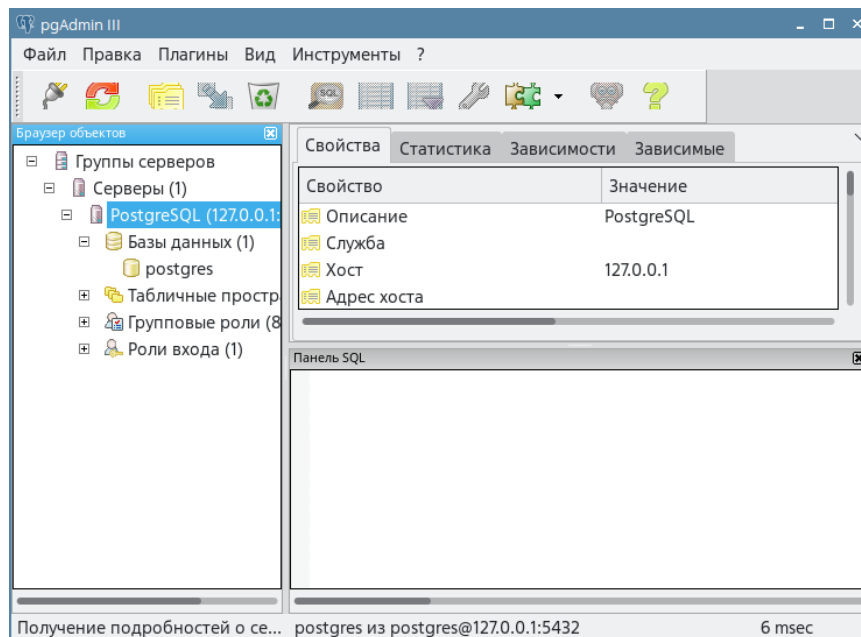 pgAdmin III
Файл Правка Плагины Вид Инструменты ?
SQL
Браузер объектов
Группы серверов
Серверы (1)
PostgreSQL (127.0.0.1:
Базы данных (1)
postgres
Табличные простр
Групповые роли (8
Роли входа (1)
Свойства Статистика Зависимости Зависимые
Свойство Значение
Описание PostgreSQL
Служба
Хост 127.0.0.1
Адрес хоста
Панель SQL
Получение подробностей о се... postgres из postgres@127.0.0.1:5432 6 msec